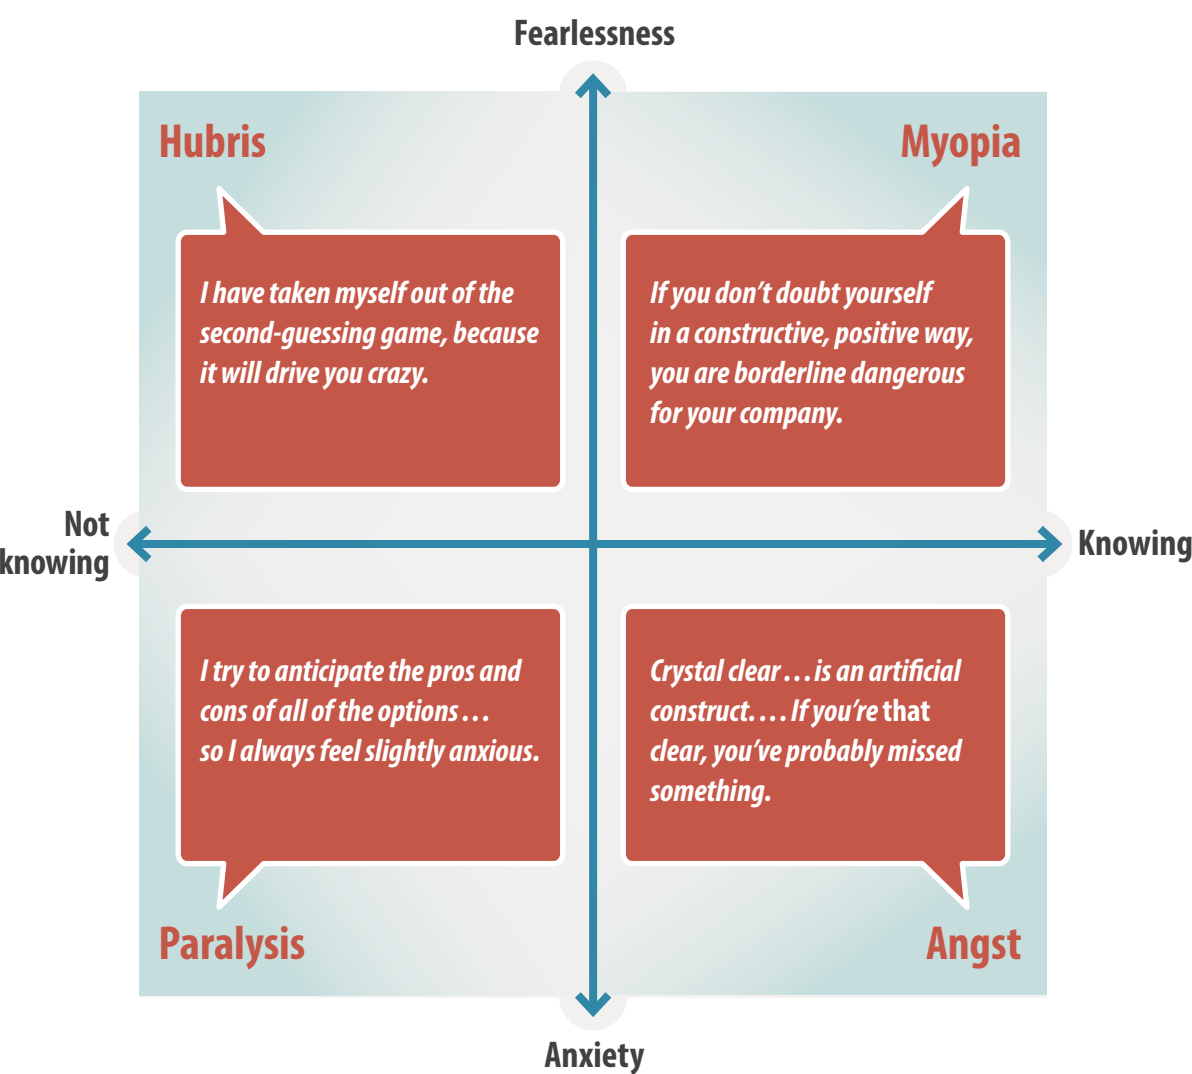 Fearlessness
Hubris
Myopia
I have taken myself out of the
second-guessing game, because
it will drive you crazy.
If you don’t doubt yourself
in a constructive, positive way,
you are borderline dangerous
for your company.
Not
knowing
Knowing
I try to anticipate the pros and
cons of all of the options . . .
so I always feel slightly anxious.
Crystal clear . . . is an artificial
construct. . . . If you’re that
clear, you’ve probably missed
something.
Paralysis
Angst
Anxiety